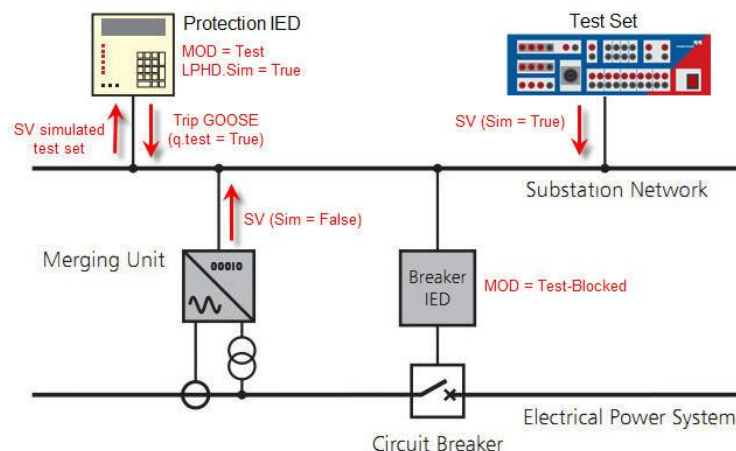 Protection IED
MOD = Test
LPHD.Sim = True
Test Set
SV simulated
test set
Trip GOOSE
(q.test = True)
SV (Sim = True)
Substation Network
SV (Sim = False)
Merging Unit
00010
Breaker
IED
MOD = Test-Blocked
Electrical Power System
Circuit Breaker